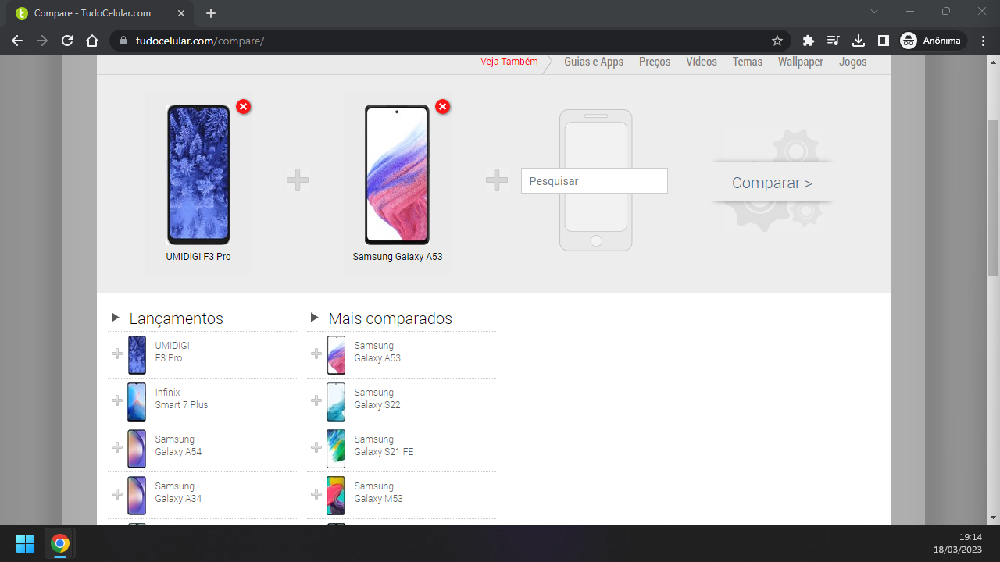 Compare - TudoCelular.com
tudocelular.com/compare/
Anônima
Veja Também
Guias e Apps
Preços
Vídeos
Temas
Wallpaper
Jogos
UMIDIGI F3 Pro
Samsung Galaxy A53
Pesquisar
Comparar >
Lançamentos
UMIDIGI
F3 Pro
Infinix
Smart 7 Plus
Samsung
Galaxy A54
Samsung
Galaxy A34
Mais comparados
Samsung
Galaxy A53
Samsung
Galaxy S22
Samsung
Galaxy S21 FE
Samsung
Galaxy M53
19:14
18/03/2023